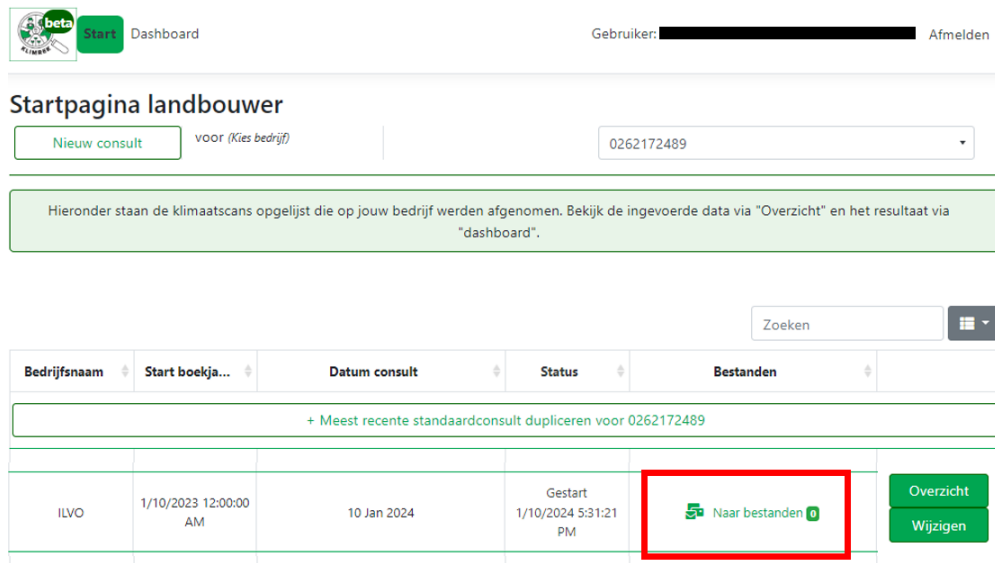 beta
KLIMREK
Start Dashboard Gebruiker: Afmelden
Startpagina landbouwer
Nieuw consult voor (Kies bedrijf) 0262172489
Hieronder staan de klimaatscans opgelijst die op jouw bedrijf werden afgenomen. Bekijk de ingevoerde data via "Overzicht" en het resultaat via
"dashboard".
Zoeken
Bedrijfsnaam Start boekja... Datum consult Status Bestanden
+ Meest recente standaardconsult dupliceren voor 0262172489
ILVO
1/10/2023 12:00:00
AM
10 Jan 2024
Gestart
1/10/2024 5:31:21
PM
Naar bestanden 0
Overzicht
Wijzigen